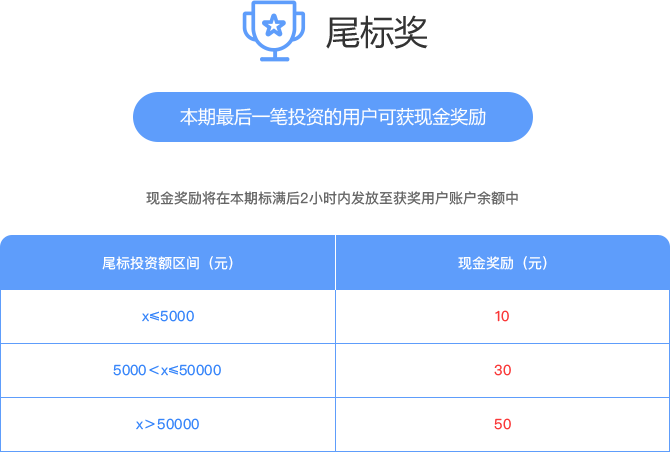 尾标奖
本期最后一笔投资的用户可获现金奖励
现金奖励将在本期标满后2小时内发放至获奖用户账户余额中
尾标投资额区间（元） 现金奖励（元）
x≤5000 10
5000＜x≤50000 30
x＞50000 50